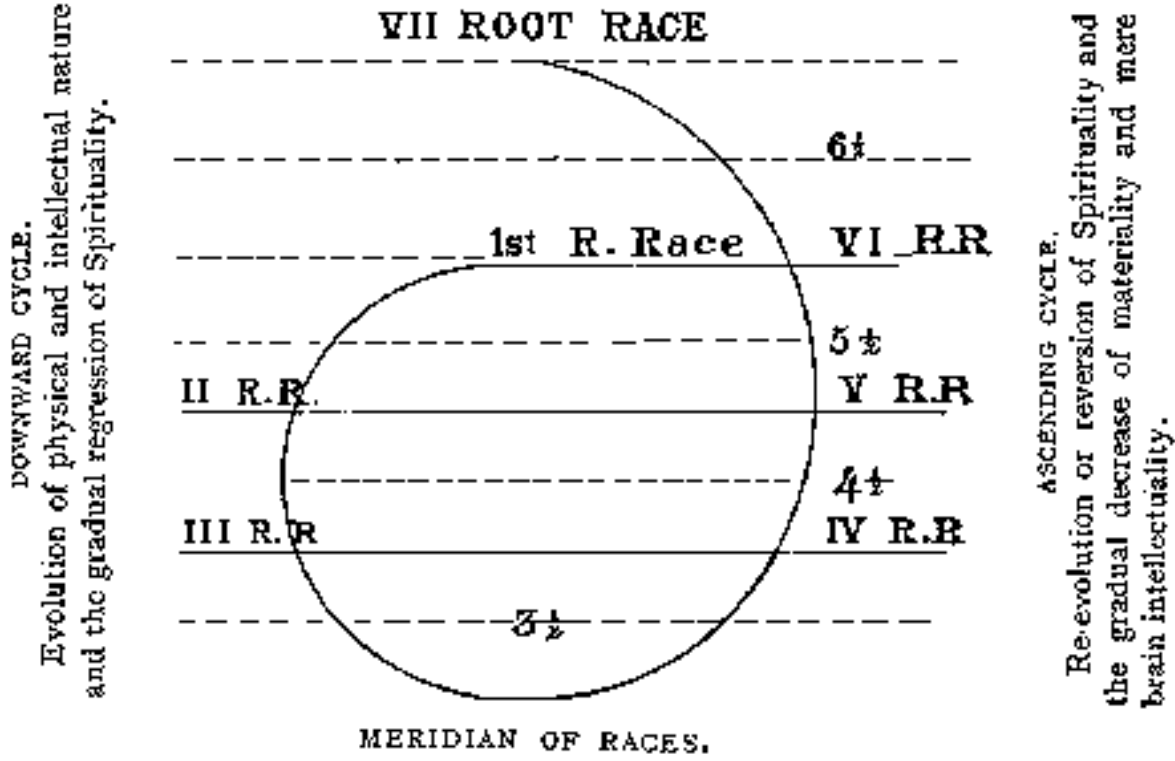 VII ROOT RACE
DOWNWARD CYCLE.
Evolution of physical and intellectual nature
and the gradual regression of Spirituality.
6½
1st R. Race VI R.R
5½
II R.R. V R.R
4½
III R.R IV R.R
3½
MERIDIAN OF RACES.
ASCENDING CYCLE.
Re-evolution or reversion of Spirituality and
the gradual decrease of materiality and mere
brain intellectuality.